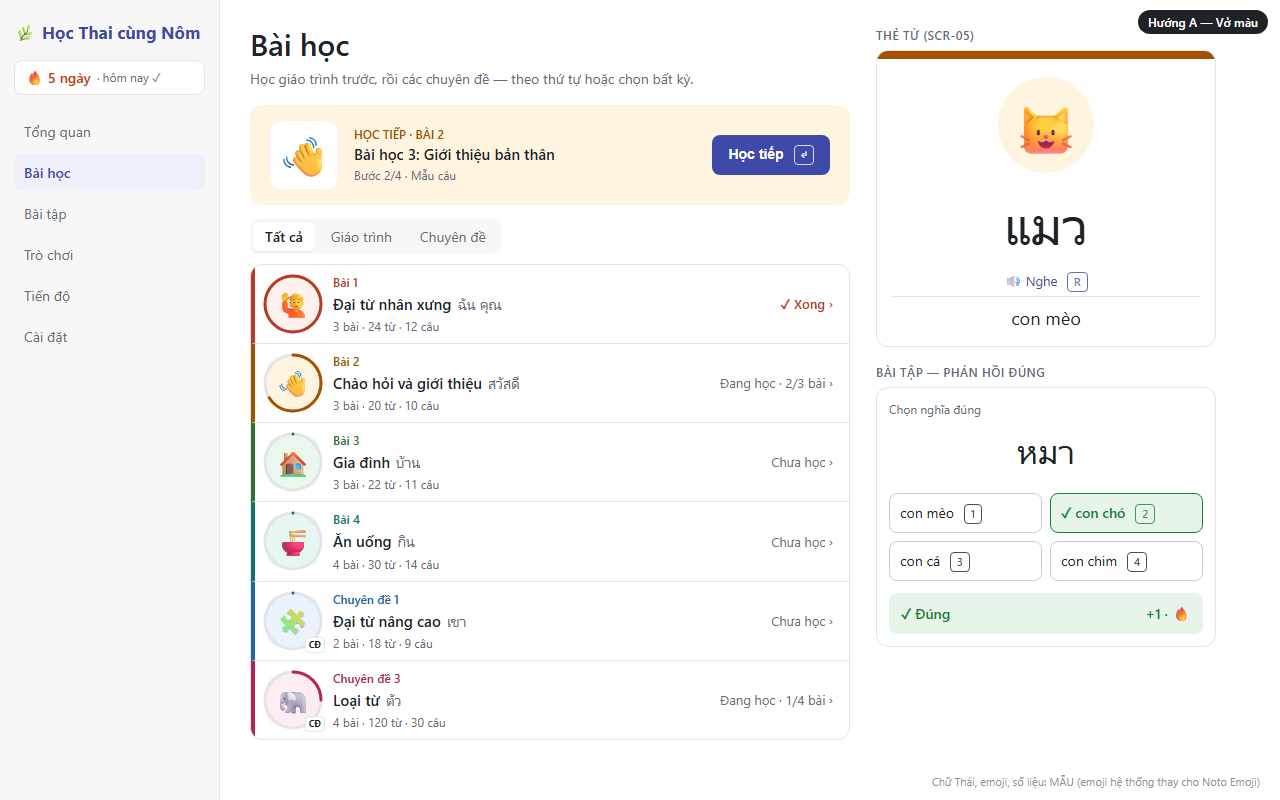 Học Thai cùng Nôm
5 ngày · hôm nay ✓
Tổng quan
Bài học
Bài tập
Trò chơi
Tiến độ
Cài đặt
Bài học
Học giáo trình trước, rồi các chuyên đề — theo thứ tự hoặc chọn bất kỳ.
HỌC TIẾP · BÀI 2
Bài học 3: Giới thiệu bản thân
Bước 2/4 · Mẫu câu
Học tiếp ↵
Tất cả Giáo trình Chuyên đề
Bài 1
Đại từ nhân xưng ฉัน คุณ
3 bài · 24 từ · 12 câu
✓ Xong ›
Bài 2
Chào hỏi và giới thiệu สวัสดี
3 bài · 20 từ · 10 câu
Đang học · 2/3 bài ›
Bài 3
Gia đình บ้าน
3 bài · 22 từ · 11 câu
Chưa học ›
Bài 4
Ăn uống กิน
4 bài · 30 từ · 14 câu
Chưa học ›
Chuyên đề 1
Đại từ nâng cao เขา
2 bài · 18 từ · 9 câu
CĐ
Chưa học ›
Chuyên đề 3
Loại từ ตัว
4 bài · 120 từ · 30 câu
CĐ
Đang học · 1/4 bài ›
Hướng A — Vở màu
THẺ TỪ (SCR-05)
แมว
Nghe R
con mèo
BÀI TẬP — PHẢN HỒI ĐÚNG
Chọn nghĩa đúng
หมา
con mèo 1
✓ con chó 2
con cá 3
con chim 4
✓ Đúng
+1 ·
Chữ Thái, emoji, số liệu: MẪU (emoji hệ thống thay cho Noto Emoji)